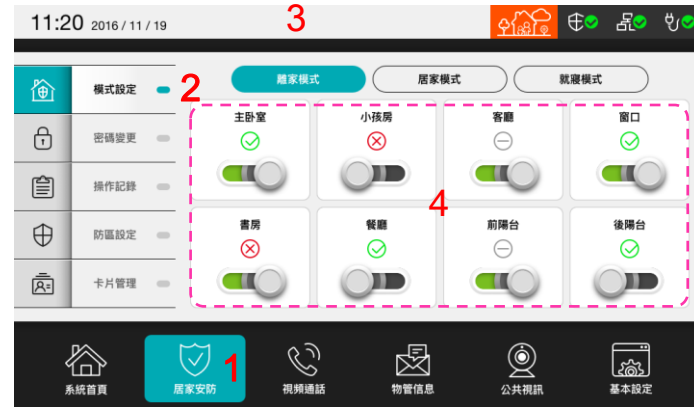 11:20 2016 / 11 / 19 3
模式設定 2 離家模式 居家模式 就寢模式
主卧室 小孩房 客廳 窗口
密碼變更
操作記錄
4
防區設定 書房 餐廳 前陽台 後陽台
卡片管理
1
系統首頁 居家安防 視頻通話 物管信息 公共視訊 基本設定